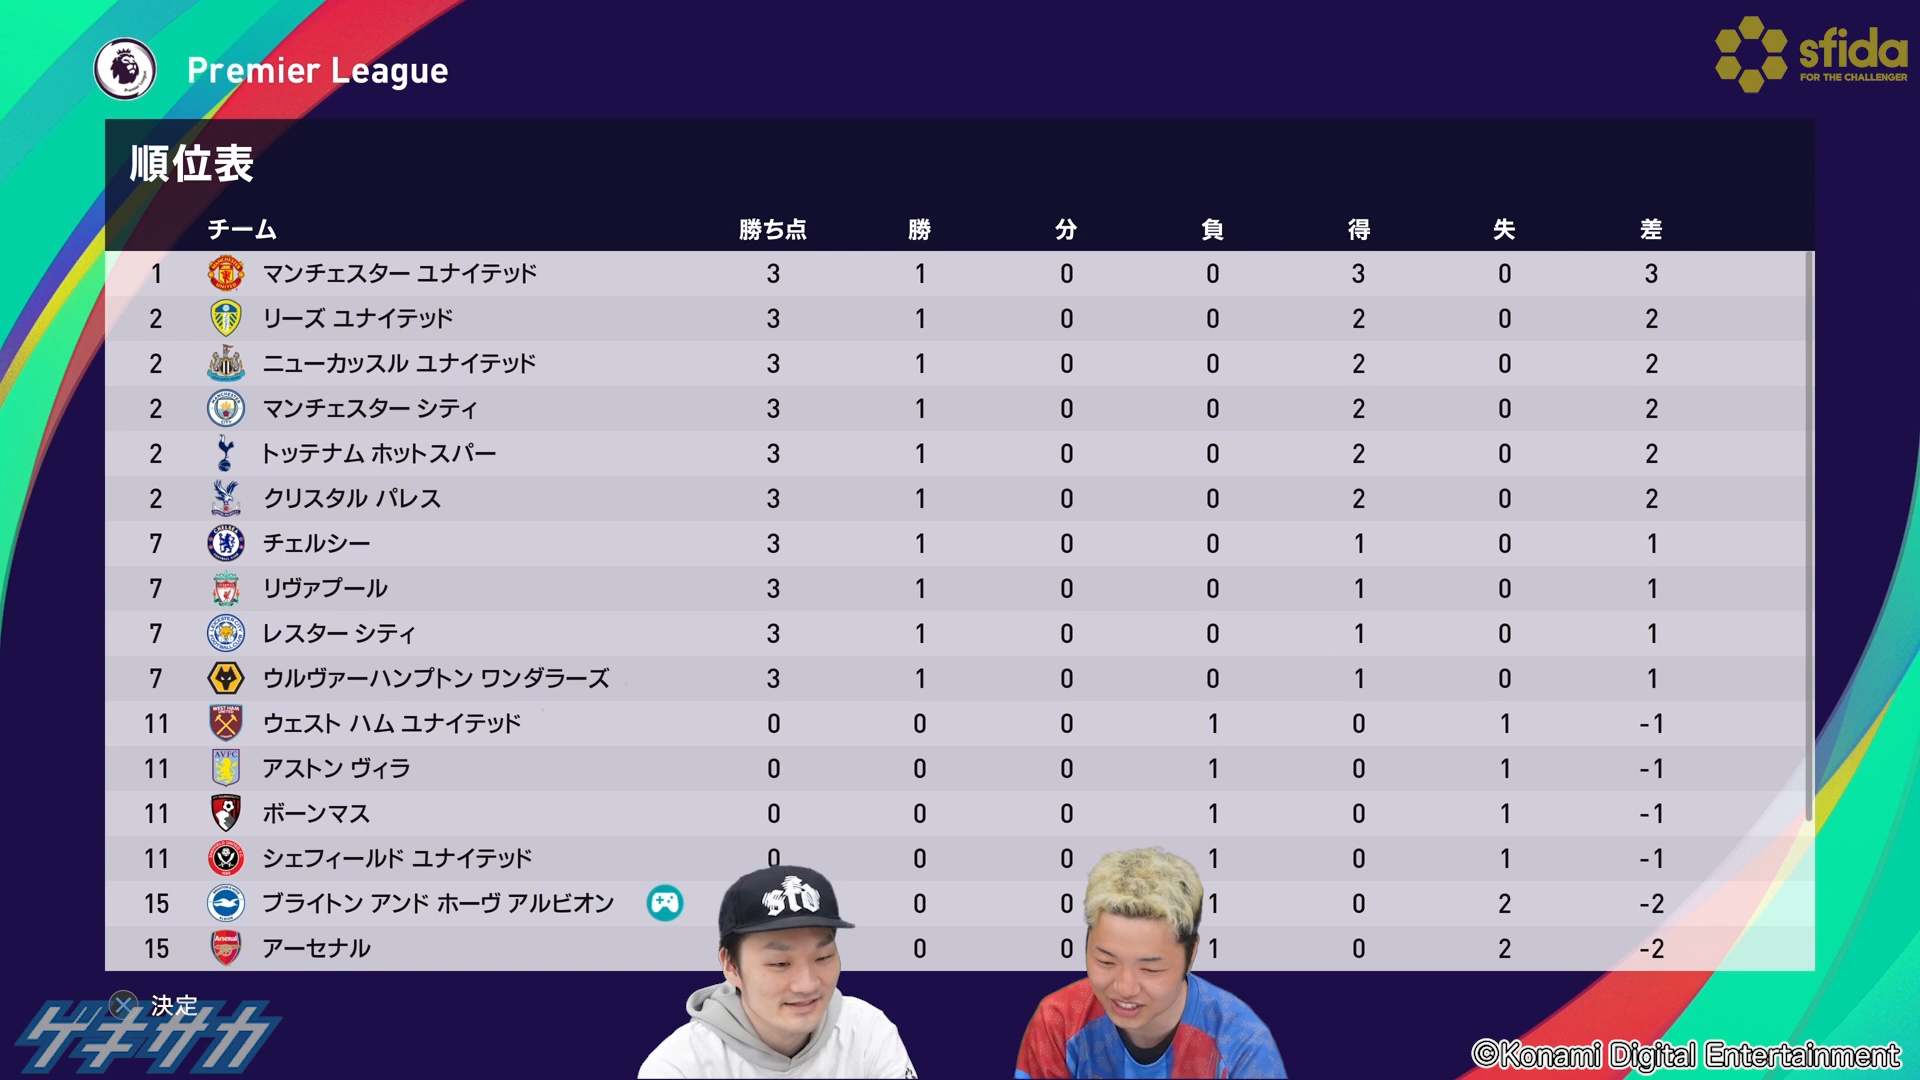 Premier League
sfida
FOR THE CHALLENGER
順位表
チーム 勝ち点 勝 分 負 得 失 差
1 マンチェスター ユナイテッド 3 1 0 0 3 0 3
2 リーズ ユナイテッド 3 1 0 0 2 0 2
2 ニューカッスル ユナイテッド 3 1 0 0 2 0 2
2 マンチェスター シティ 3 1 0 0 2 0 2
2 トッテナム ホットスパー 3 1 0 0 2 0 2
2 クリスタル パレス 3 1 0 0 2 0 2
7 チェルシー 3 1 0 0 1 0 1
7 リヴァプール 3 1 0 0 1 0 1
7 レスター シティ 3 1 0 0 1 0 1
7 ウルヴァーハンプトン ワンダラーズ 3 1 0 0 1 0 1
11 ウェスト ハム ユナイテッド 0 0 0 1 0 1 -1
11 アストン ヴィラ 0 0 0 1 0 1 -1
11 ボーンマス 0 0 0 1 0 1 -1
11 シェフィールド ユナイテッド 0 0 0 1 0 1 -1
15 ブライトン アンド ホーヴ アルビオン 0 0 1 0 2 -2
15 アーセナル 0 0 1 0 2 -2
決定
ゲキサカ
©Konami Digital Entertainment